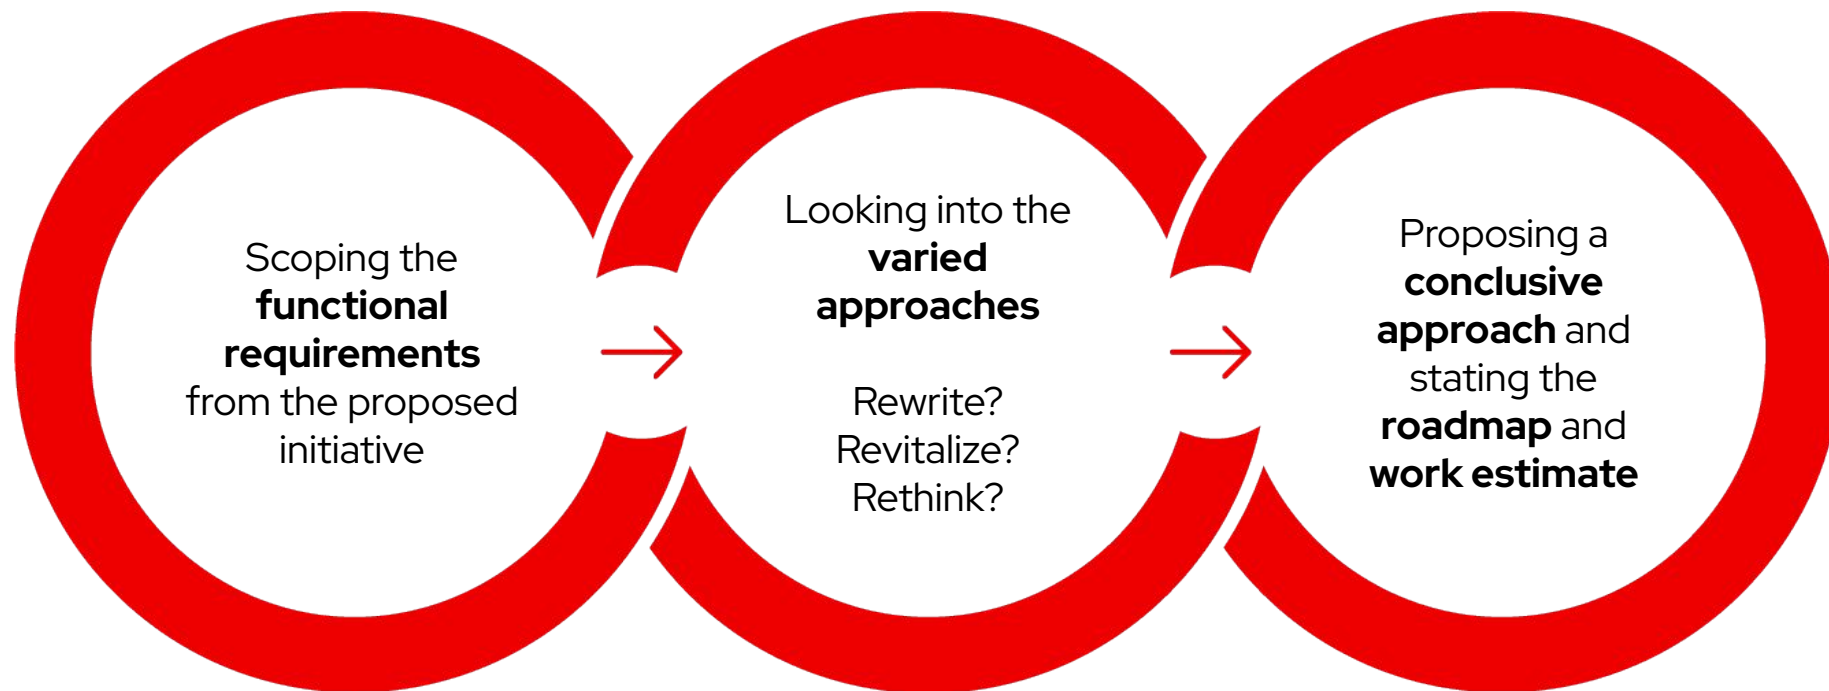 Scoping the
functional
requirements
from the proposed
initiative
Looking into the
varied
approaches
Rewrite?
Revitalize?
Rethink?
Proposing a
conclusive
approach and
stating the
roadmap and
work estimate